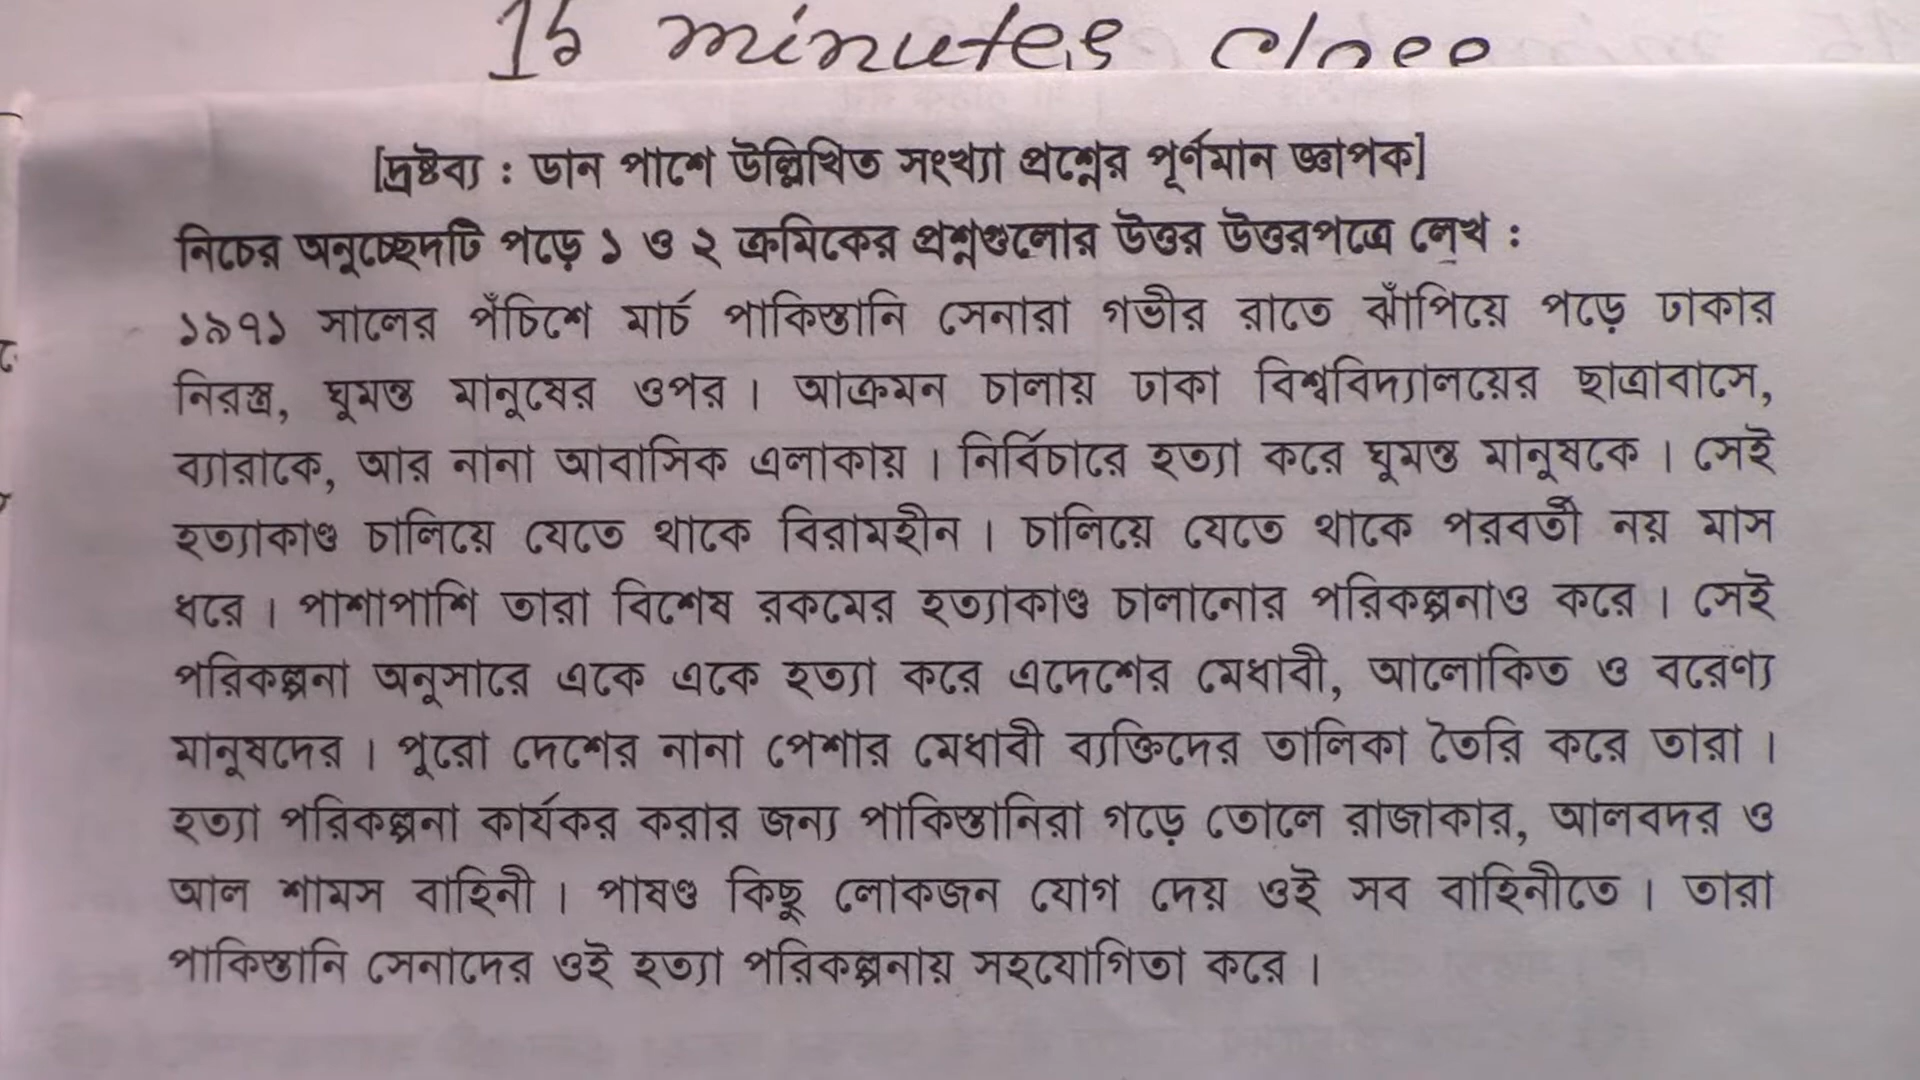 15 minutes
[দ্রষ্টব্য : ডান পাশে উল্লিখিত সংখ্যা প্রশ্নের পূর্ণমান জ্ঞাপক]
নিচের অনুচ্ছেদটি পড়ে ১ ও ২ ক্রমিকের প্রশ্নগুলোর উত্তর উত্তরপত্রে লেখ :
১৯৭১ সালের পঁচিশে মার্চ পাকিস্তানি সেনারা গভীর রাতে ঝাঁপিয়ে পড়ে ঢাকার
নিরস্ত্র, ঘুমন্ত মানুষের ওপর। আক্রমন চালায় ঢাকা বিশ্ববিদ্যালয়ের ছাত্রাবাসে,
ব্যারাকে, আর নানা আবাসিক এলাকায়। নির্বিচারে হত্যা করে ঘুমন্ত মানুষকে। সেই
হত্যাকাণ্ড চালিয়ে যেতে থাকে বিরামহীন। চালিয়ে যেতে থাকে পরবর্তী নয় মাস
ধরে। পাশাপাশি তারা বিশেষ রকমের হত্যাকাণ্ড চালানোর পরিকল্পনাও করে। সেই
পরিকল্পনা অনুসারে একে একে হত্যা করে এদেশের মেধাবী, আলোকিত ও বরেণ্য
মানুষদের। পুরো দেশের নানা পেশার মেধাবী ব্যক্তিদের তালিকা তৈরি করে তারা।
হত্যা পরিকল্পনা কার্যকর করার জন্য পাকিস্তানিরা গড়ে তোলে রাজাকার, আলবদর ও
আল শামস বাহিনী। পাষণ্ড কিছু লোকজন যোগ দেয় ওই সব বাহিনীতে। তারা
পাকিস্তানি সেনাদের ওই হত্যা পরিকল্পনায় সহযোগিতা করে।